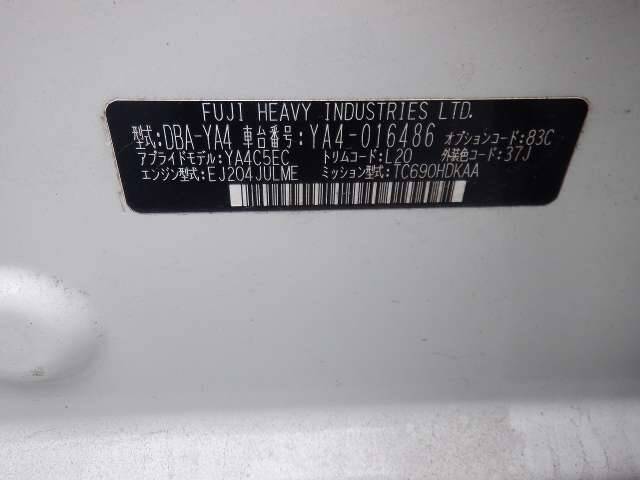 FUJI HEAVY INDUSTRIES LTD.
型式:DBA-YA4 車台番号:YA4-016486 オプションコード:83C
アプライドモデル:YA4C5EC トリムコード:L20 外装色コード:37J
エンジン型式:EJ204JULME ミッション型式:TC690HDKAA